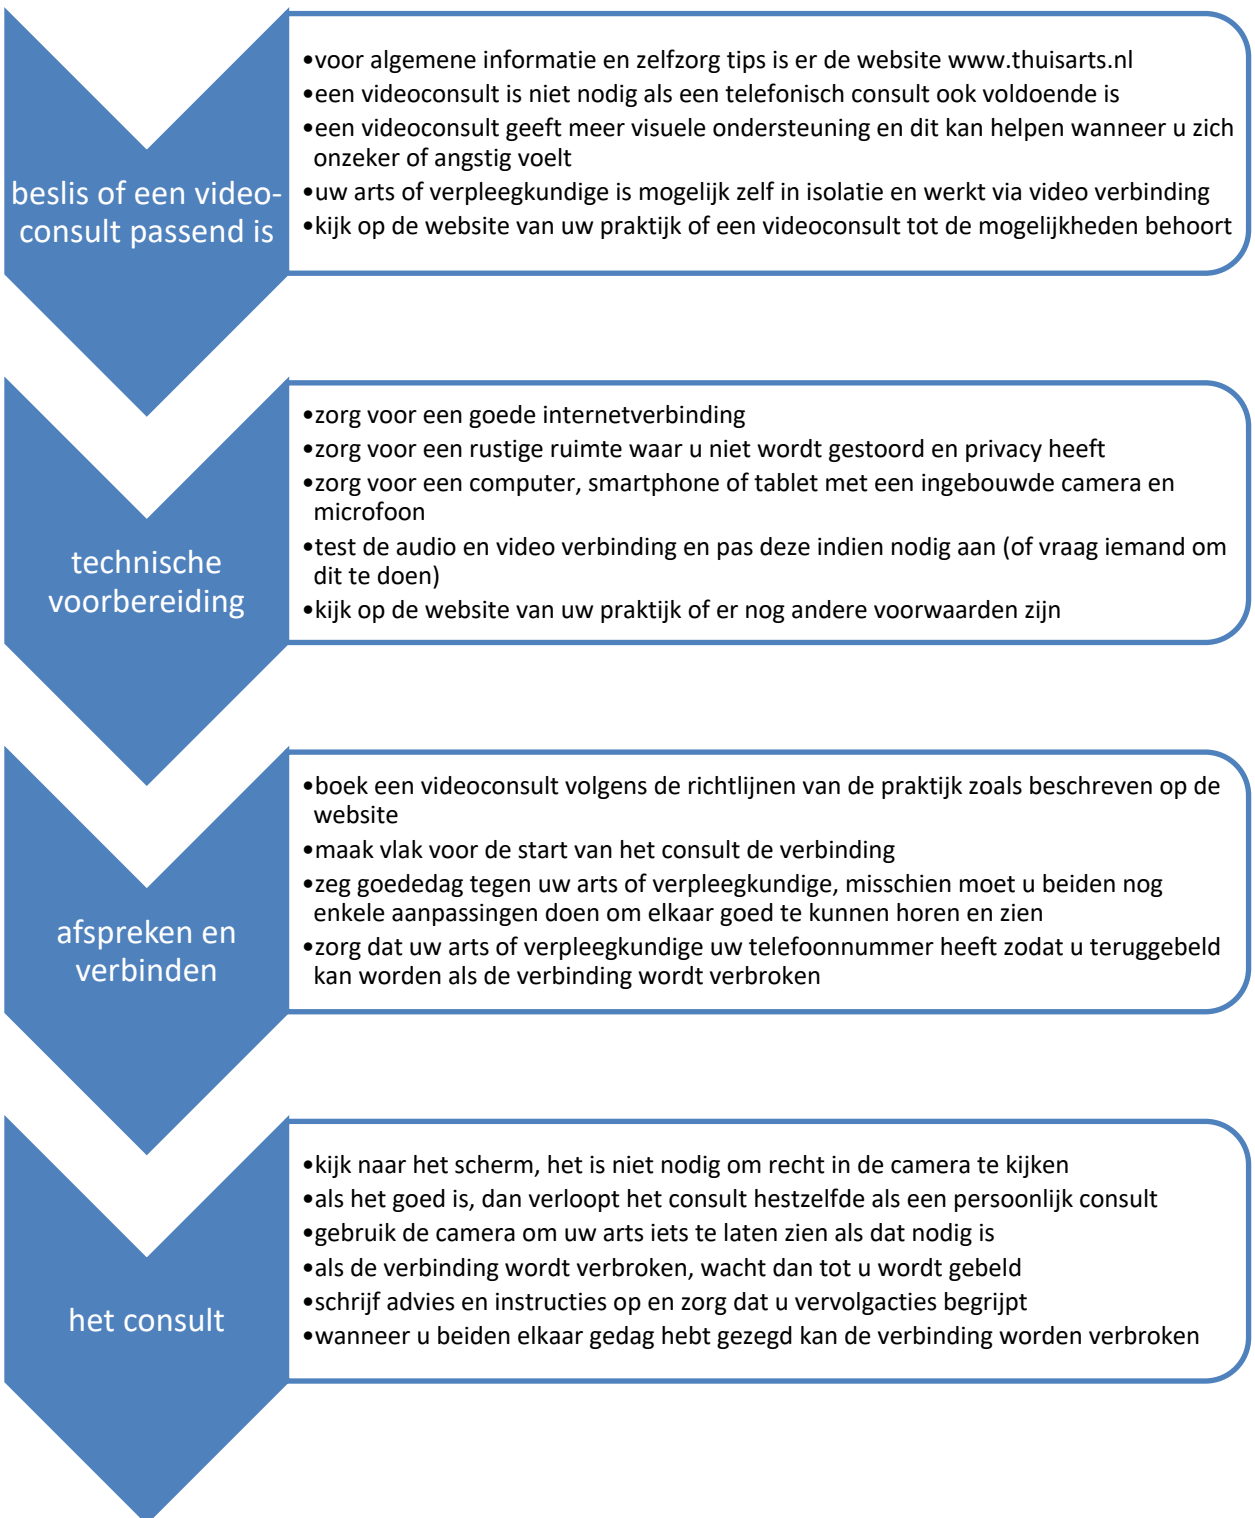 beslis of een video-
consult passend is
•voor algemene informatie en zelfzorg tips is er de website www.thuisarts.nl
•een videoconsult is niet nodig als een telefonisch consult ook voldoende is
•een videoconsult geeft meer visuele ondersteuning en dit kan helpen wanneer u zich
onzeker of angstig voelt
•uw arts of verpleegkundige is mogelijk zelf in isolatie en werkt via video verbinding
•kijk op de website van uw praktijk of een videoconsult tot de mogelijkheden behoort
technische
voorbereiding
•zorg voor een goede internetverbinding
•zorg voor een rustige ruimte waar u niet wordt gestoord en privacy heeft
•zorg voor een computer, smartphone of tablet met een ingebouwde camera en
microfoon
•test de audio en video verbinding en pas deze indien nodig aan (of vraag iemand om
dit te doen)
•kijk op de website van uw praktijk of er nog andere voorwaarden zijn
afspreken en
verbinden
•boek een videoconsult volgens de richtlijnen van de praktijk zoals beschreven op de
website
•maak vlak voor de start van het consult de verbinding
•zeg goededag tegen uw arts of verpleegkundige, misschien moet u beiden nog
enkele aanpassingen doen om elkaar goed te kunnen horen en zien
•zorg dat uw arts of verpleegkundige uw telefoonnummer heeft zodat u teruggebeld
kan worden als de verbinding wordt verbroken
het consult
•kijk naar het scherm, het is niet nodig om recht in de camera te kijken
•als het goed is, dan verloopt het consult hestzelfde als een persoonlijk consult
•gebruik de camera om uw arts iets te laten zien als dat nodig is
•als de verbinding wordt verbroken, wacht dan tot u wordt gebeld
•schrijf advies en instructies op en zorg dat u vervolgacties begrijpt
•wanneer u beiden elkaar gedag hebt gezegd kan de verbinding worden verbroken